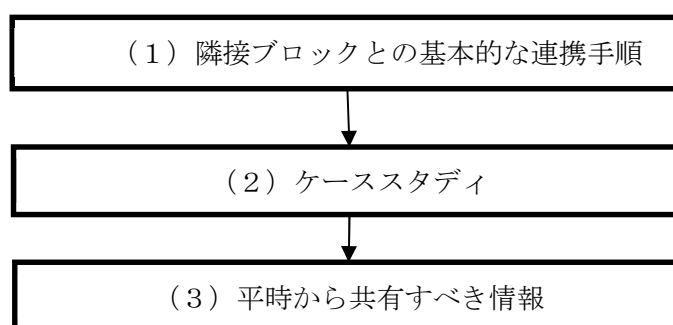 （１）隣接ブロックとの基本的な連携手順
（２）ケーススタディ
（３）平時から共有すべき情報